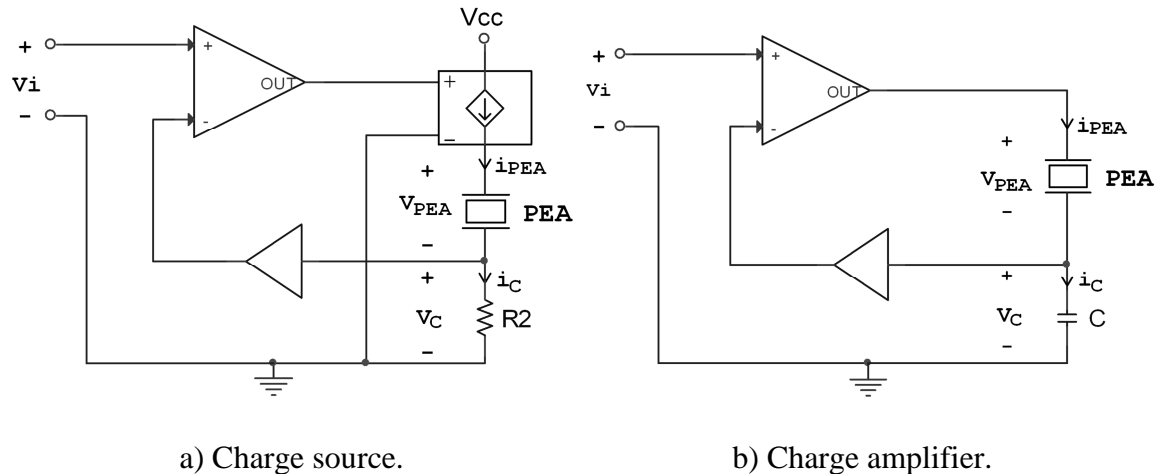 Vcc
+
Vi
-
+
-
OUT
+
−
iPEA
+
VPEA
-
PEA
+
iC
VC
-
R2
a) Charge source.
+
Vi
-
+
-
OUT
iPEA
+
VPEA
-
PEA
+
iC
VC
-
C
b) Charge amplifier.